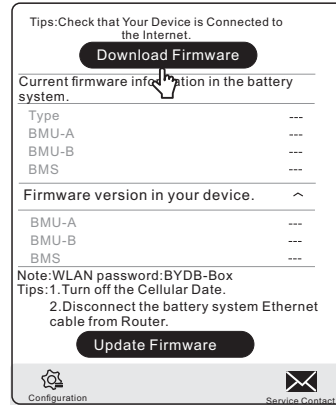 Tips:Check that Your Device is Connected to
the Internet.
Download Firmware
Current firmware information in the battery
system.
Type ---
BMU-A ---
BMU-B ---
BMS ---
Firmware version in your device.
BMU-A ---
BMU-B ---
BMS ---
Note:WLAN password:BYDB-Box
Tips:1.Turn off the Cellular Date.
2.Disconnect the battery system Ethernet
cable from Router.
Update Firmware
Configuration
Service Contact